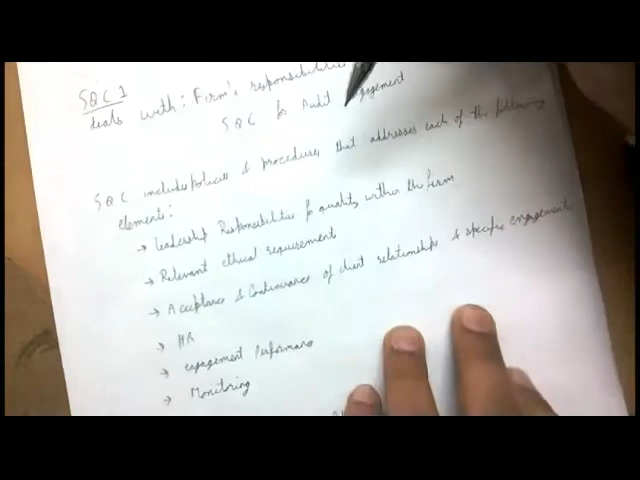 SQC 1
deals with: Firm's responsibilities
SQC for Audit engagement
SQC includes policies & procedures that addresses each of the following
elements:
→ Leadership Responsibilities for quality within the firm
→ Relevant ethical requirement
→ Acceptance & Continuance of client relationships & specific engagement
→ HR
→ engagement Performance
→ Monitoring